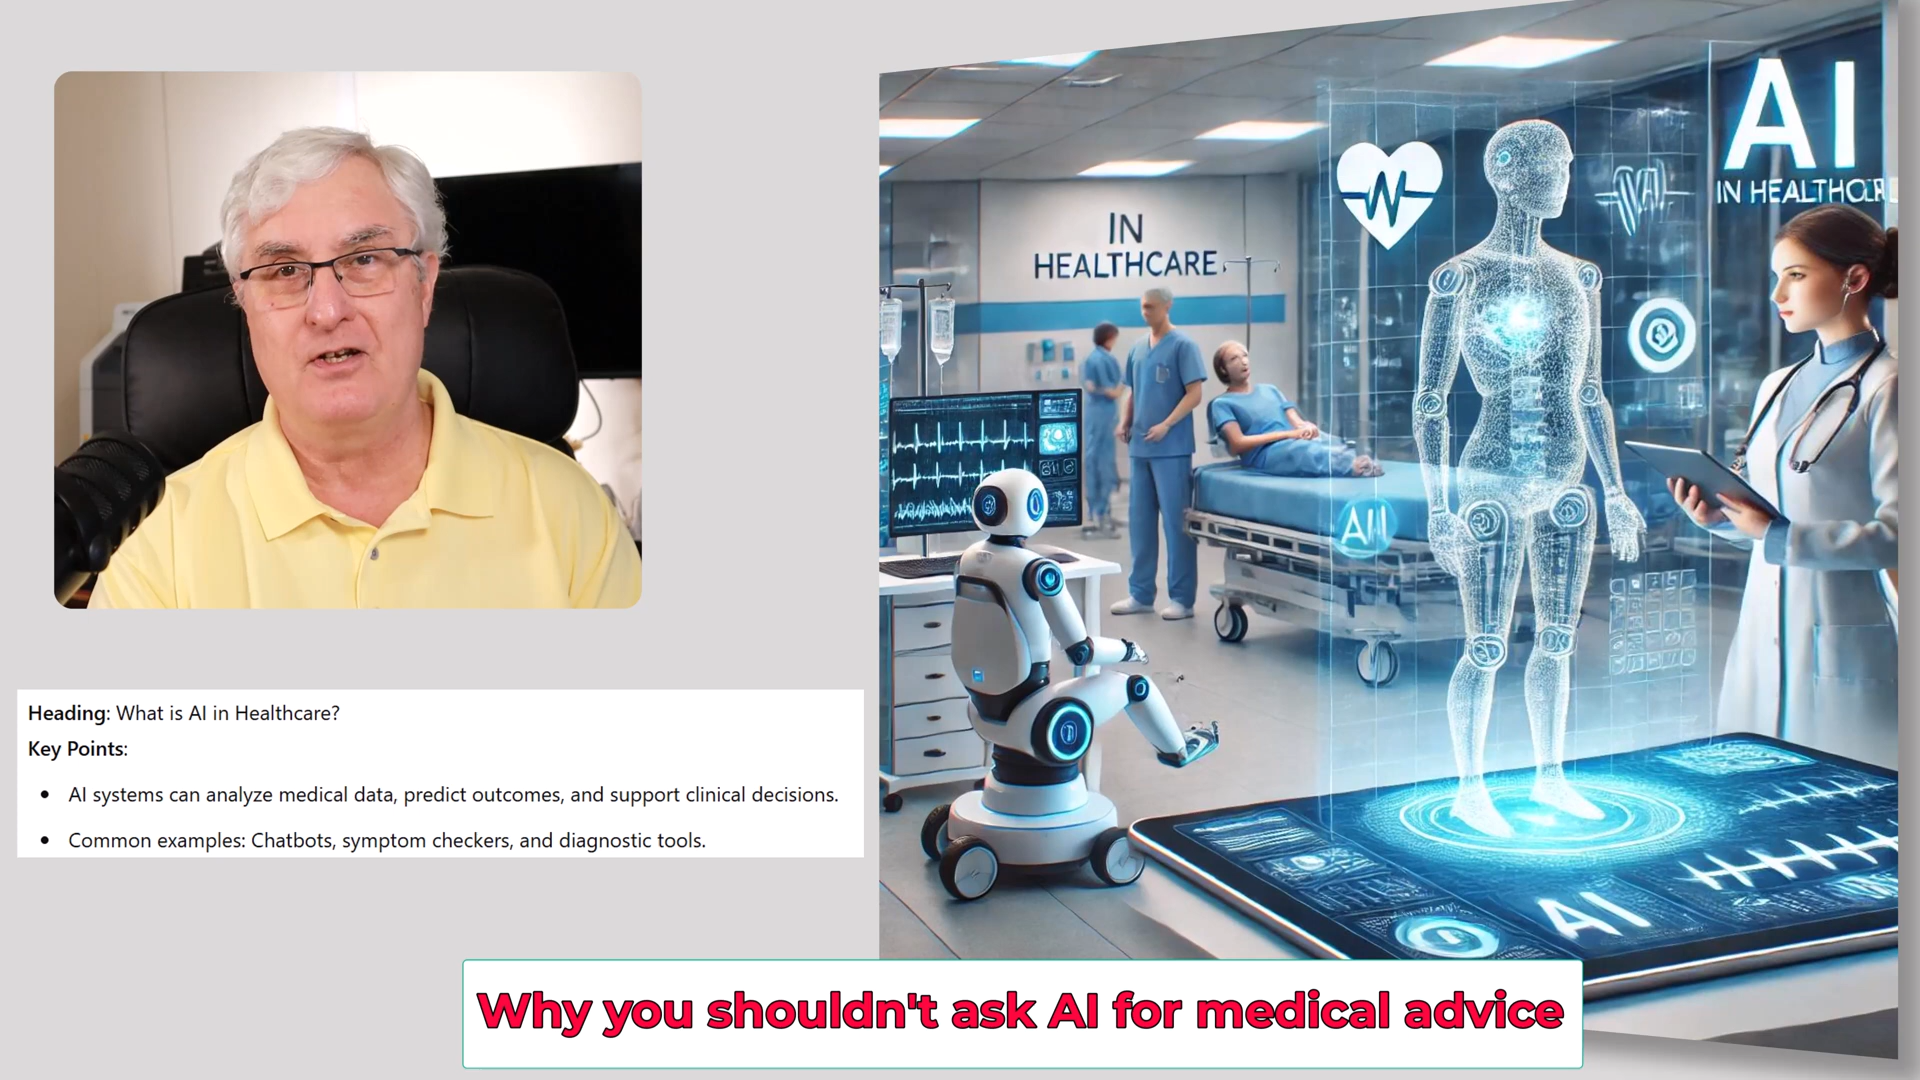 Heading: What is AI in Healthcare?
Key Points:
• AI systems can analyze medical data, predict outcomes, and support clinical decisions.
• Common examples: Chatbots, symptom checkers, and diagnostic tools.
IN
HEALTHCARE
AI
IN HEALTHCAR
AI
Why you shouldn't ask AI for medical advice